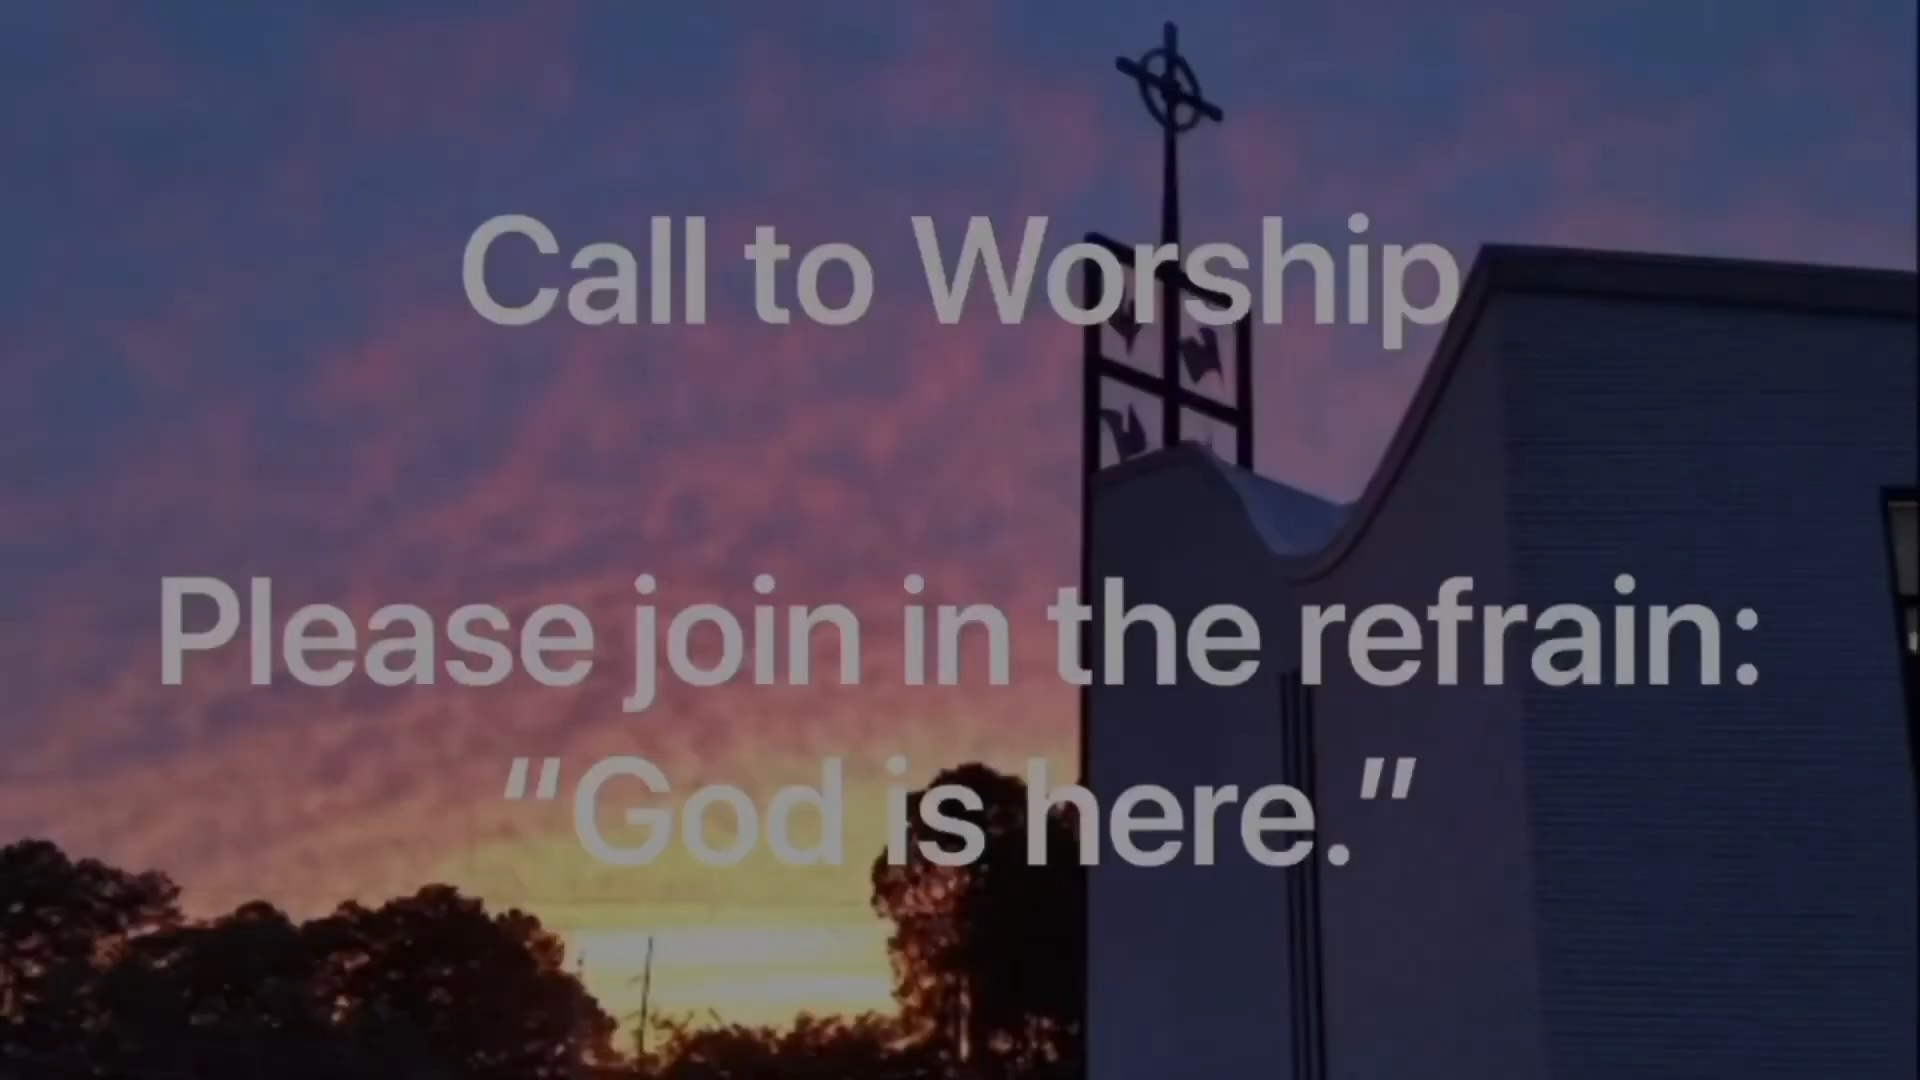 Call to Worship
Please join in the refrain:
“God is here.”